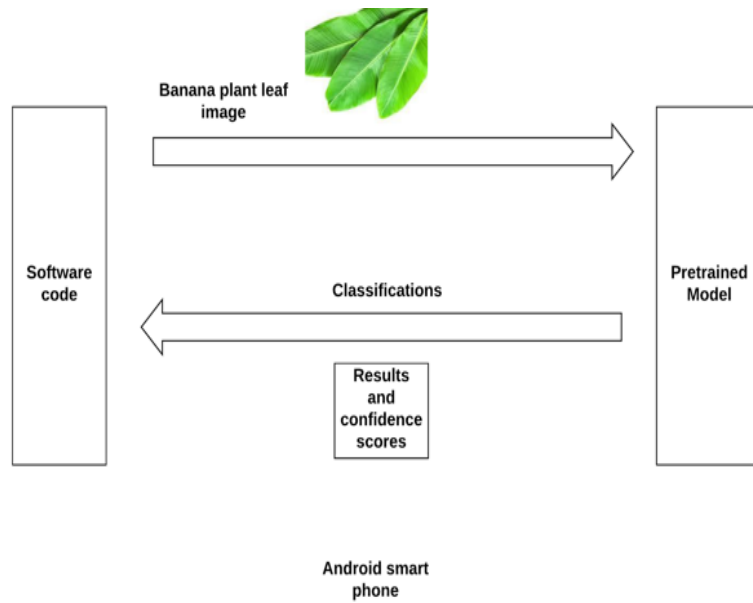 Banana plant leaf
image
Software
code
Pretrained
Model
Classifications
Results
and
confidence
scores
Android smart
phone